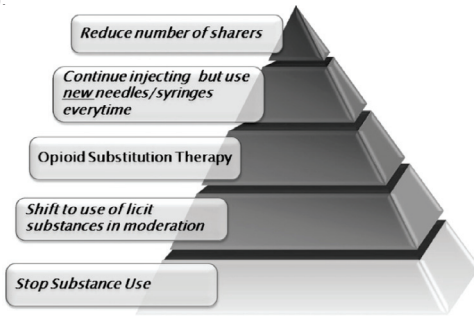 Reduce number of sharers
Continue injecting but use
new needles/syringes
everytime
Opioid Substitution Therapy
Shift to use of licit
substances in moderation
Stop Substance Use